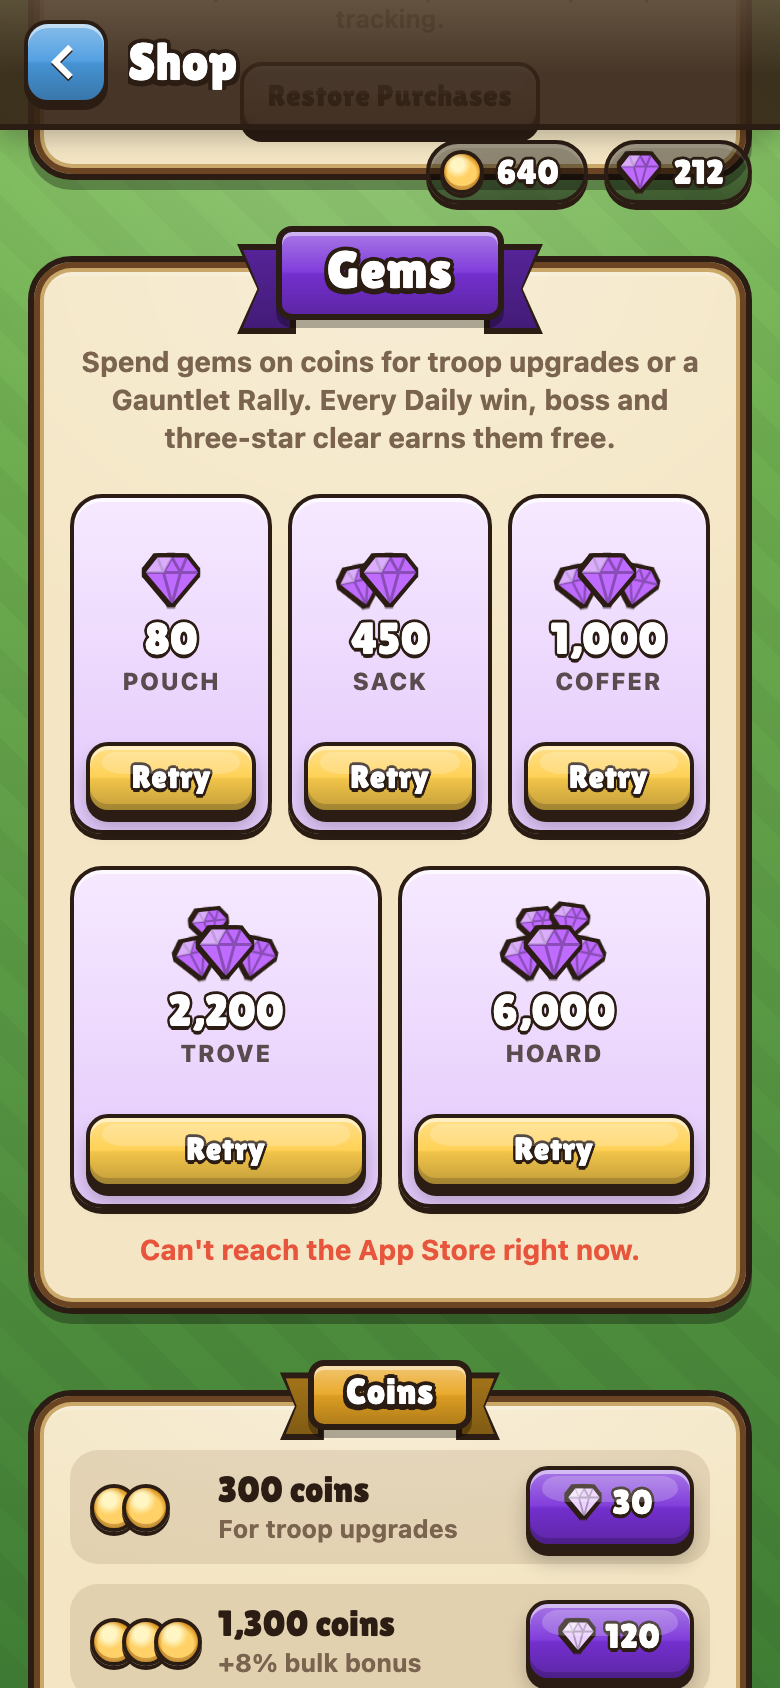 tracking.
Shop
Restore Purchases
640
212
Gems
Spend gems on coins for troop upgrades or a
Gauntlet Rally. Every Daily win, boss and
three-star clear earns them free.
80
POUCH
Retry
450
SACK
Retry
1,000
COFFER
Retry
2,200
TROVE
Retry
6,000
HOARD
Retry
Can't reach the App Store right now.
Coins
300 coins
For troop upgrades
30
1,300 coins
+8% bulk bonus
120